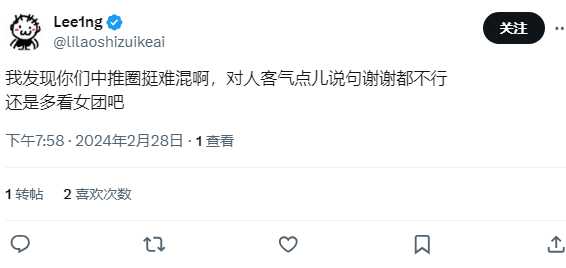 Lee1ng
@lilaoshizuikeai
关注
我发现你们中推圈挺难混啊，对人客气点儿说句谢谢都不行
还是多看女团吧
下午7:58 · 2024年2月28日 · 1 查看
1 转帖 2 喜欢次数